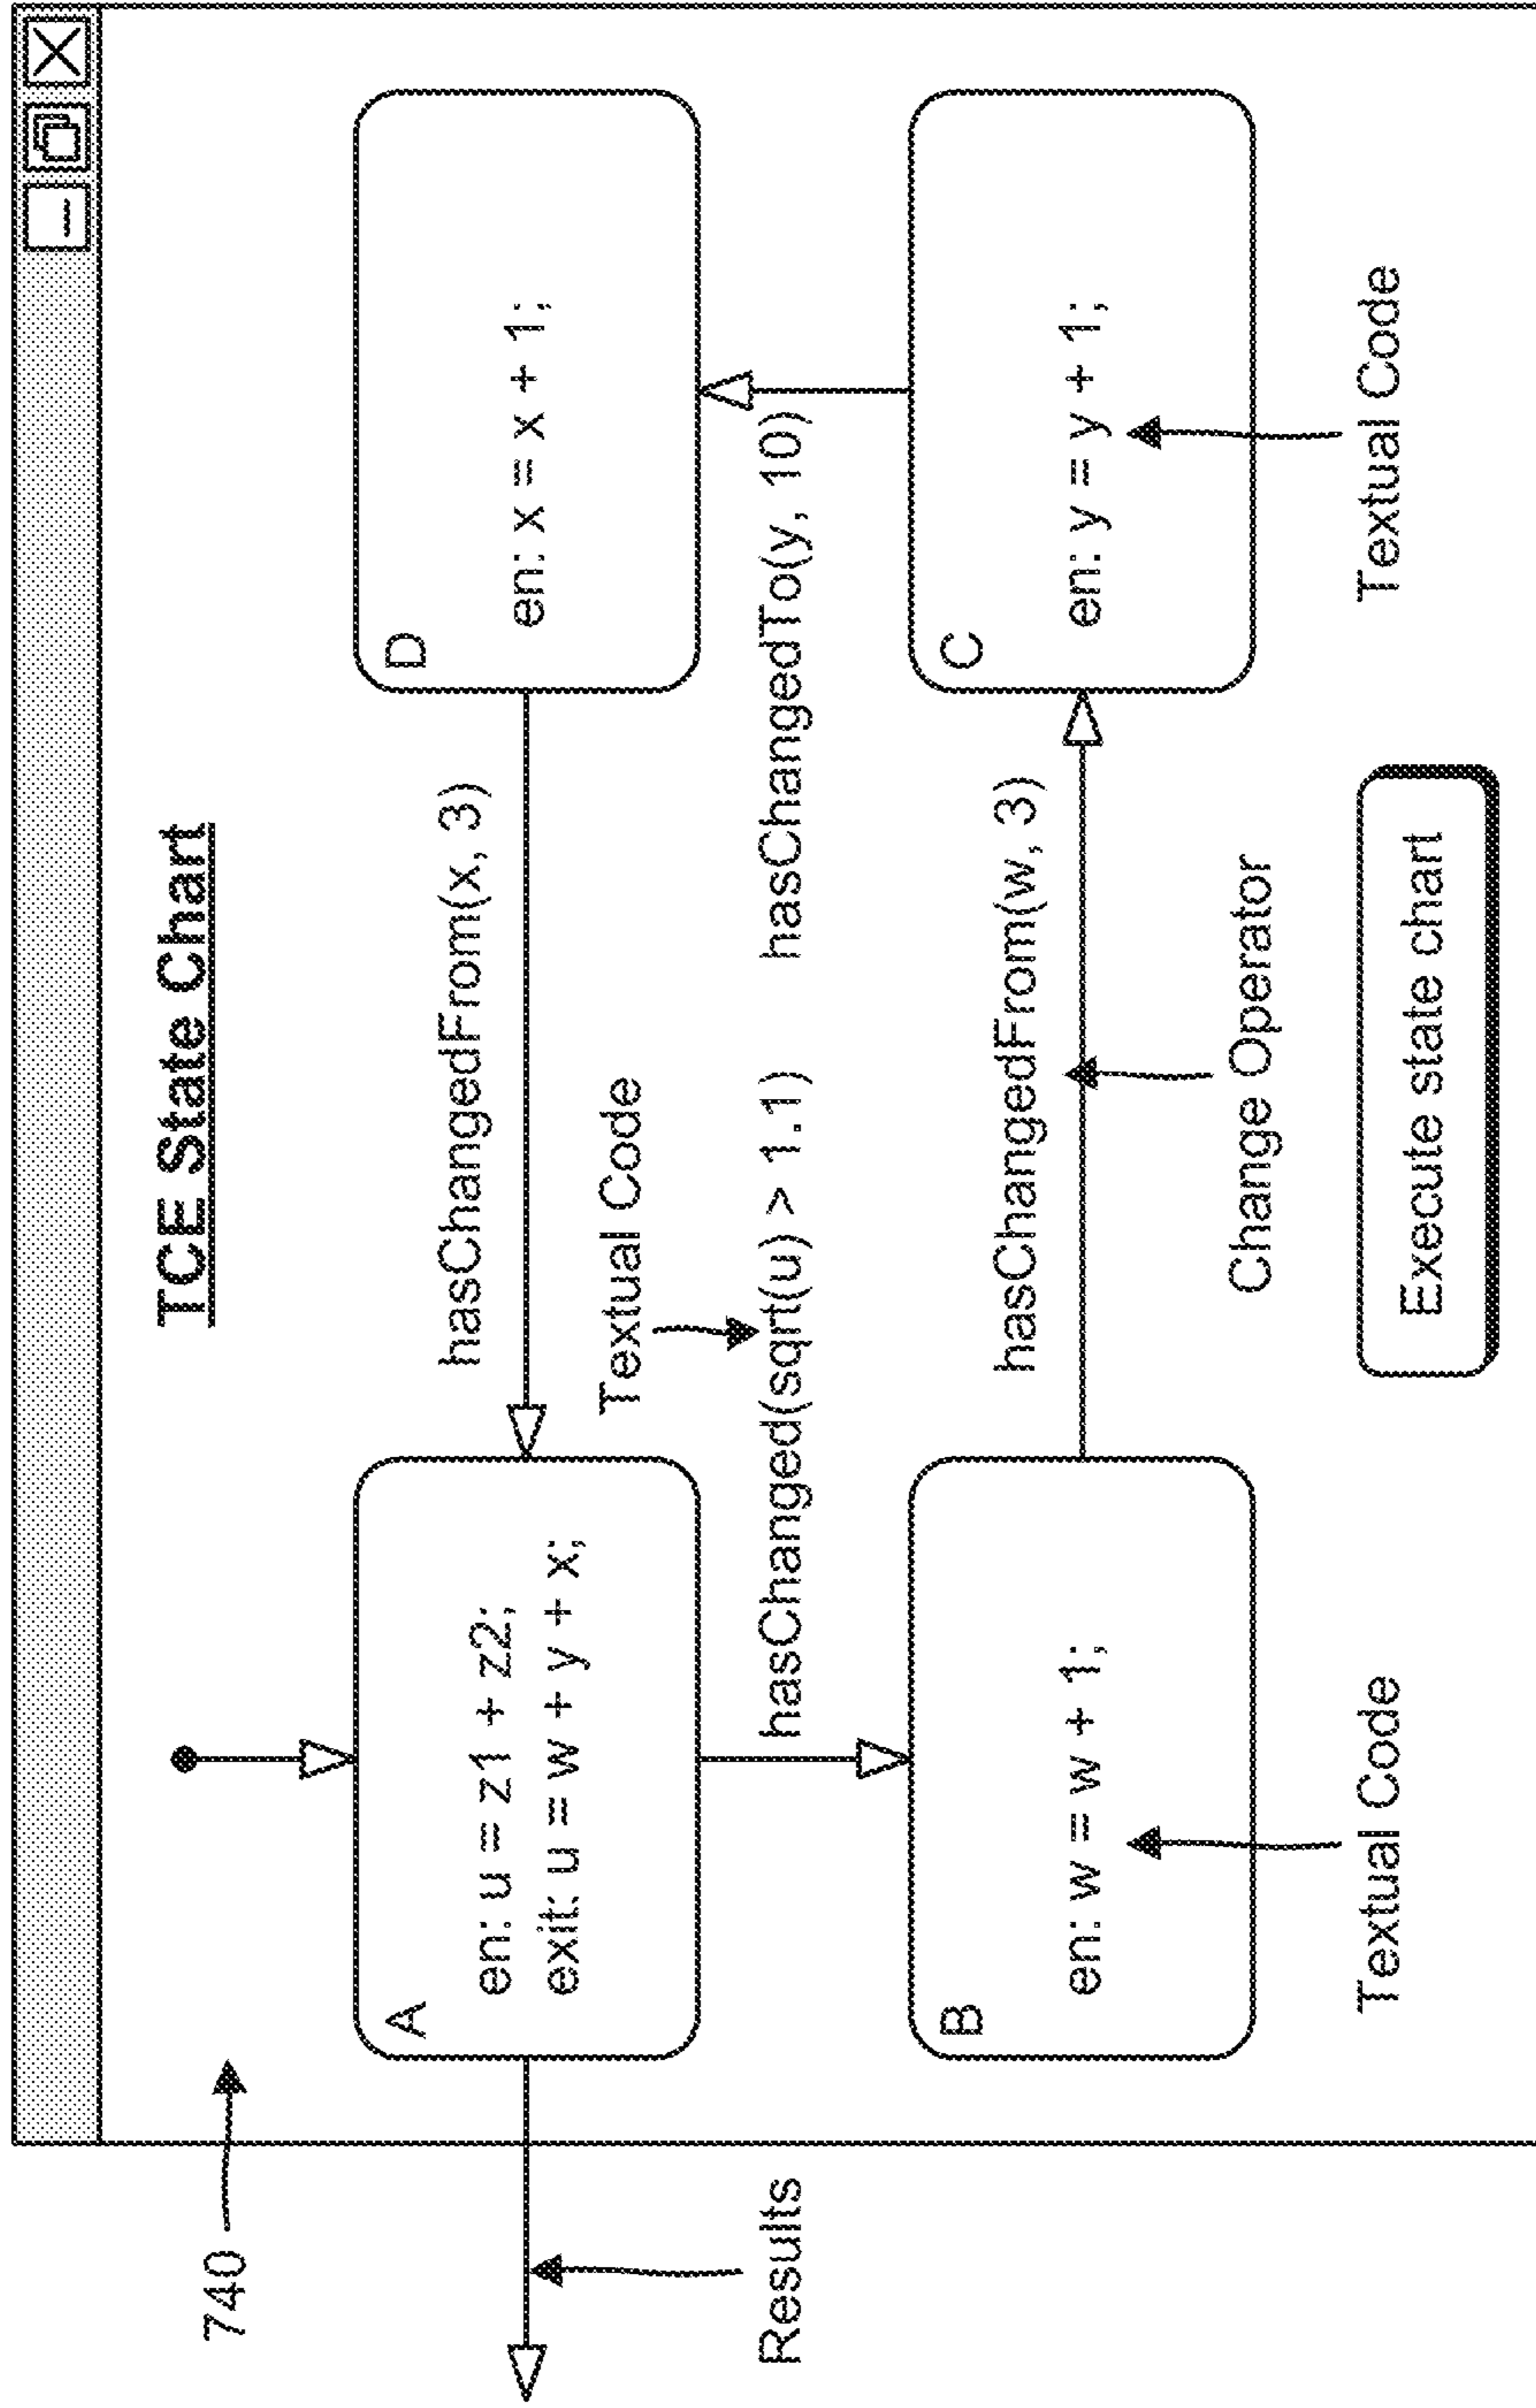 740
TCE State Chart
A
en: u = z1 + z2;
exit: u = w + y + x;
hasChangedFrom(x, 3)
D
en: x = x + 1;
Textual Code
Results
hasChanged(sqrt(u) > 1.1)
hasChangedTo(y, 10)
B
en: w = w + 1;
hasChangedFrom(w, 3)
C
en: y = y + 1;
Change Operator
Textual Code
Execute state chart
Textual Code